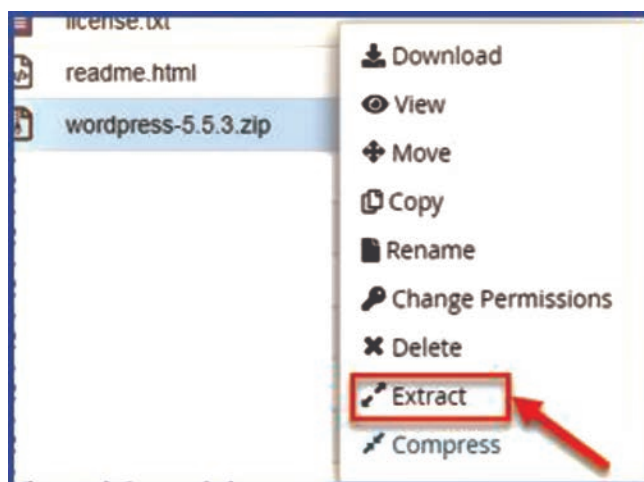 license.txt
readme.html
wordpress-5.5.3.zip
Download
View
Move
Copy
Rename
Change Permissions
Delete
Extract
Compress